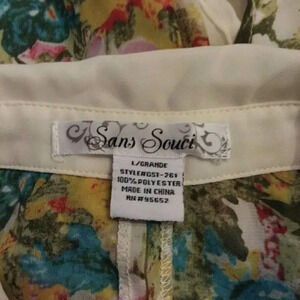 Sans Souci
L/GRANDE
STYLE#GST-261
100% POLYESTER
MADE IN CHINA
RN#95652